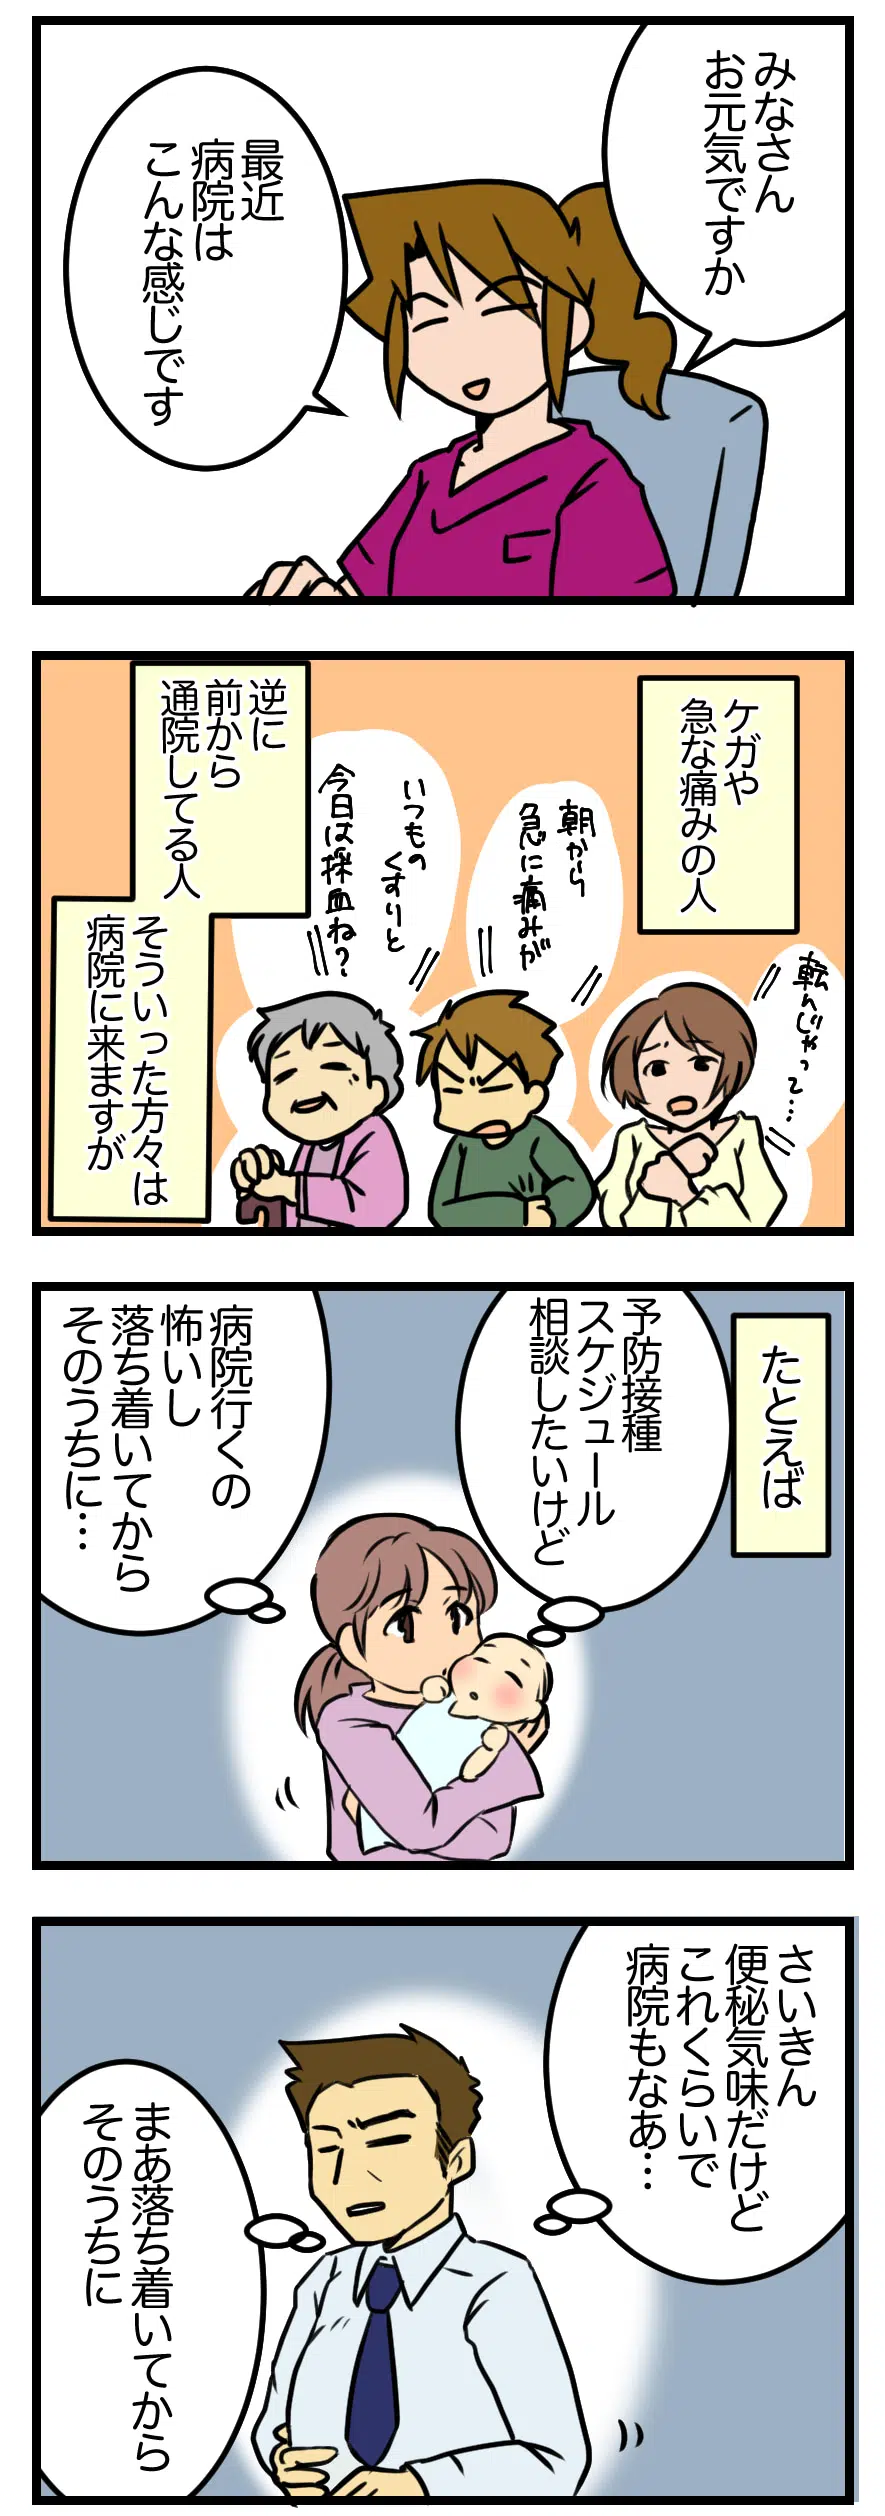 みなさん
お元気ですか
最近
病院は
こんな感じです
ケガや
急な痛みの人
転んじゃって…
朝から
急に痛みが
いつもの
くすりと
今日は採血ね?
逆に
前から
通院してる人
そういった方々は
病院に来ますが
たとえば
予防接種
スケジュール
相談したいけど
病院行くの
怖いし
落ち着いてから
そのうちに…
さいきん
便秘気味だけど
これくらいで
病院もなあ…
まあ落ち着いてから
そのうちに